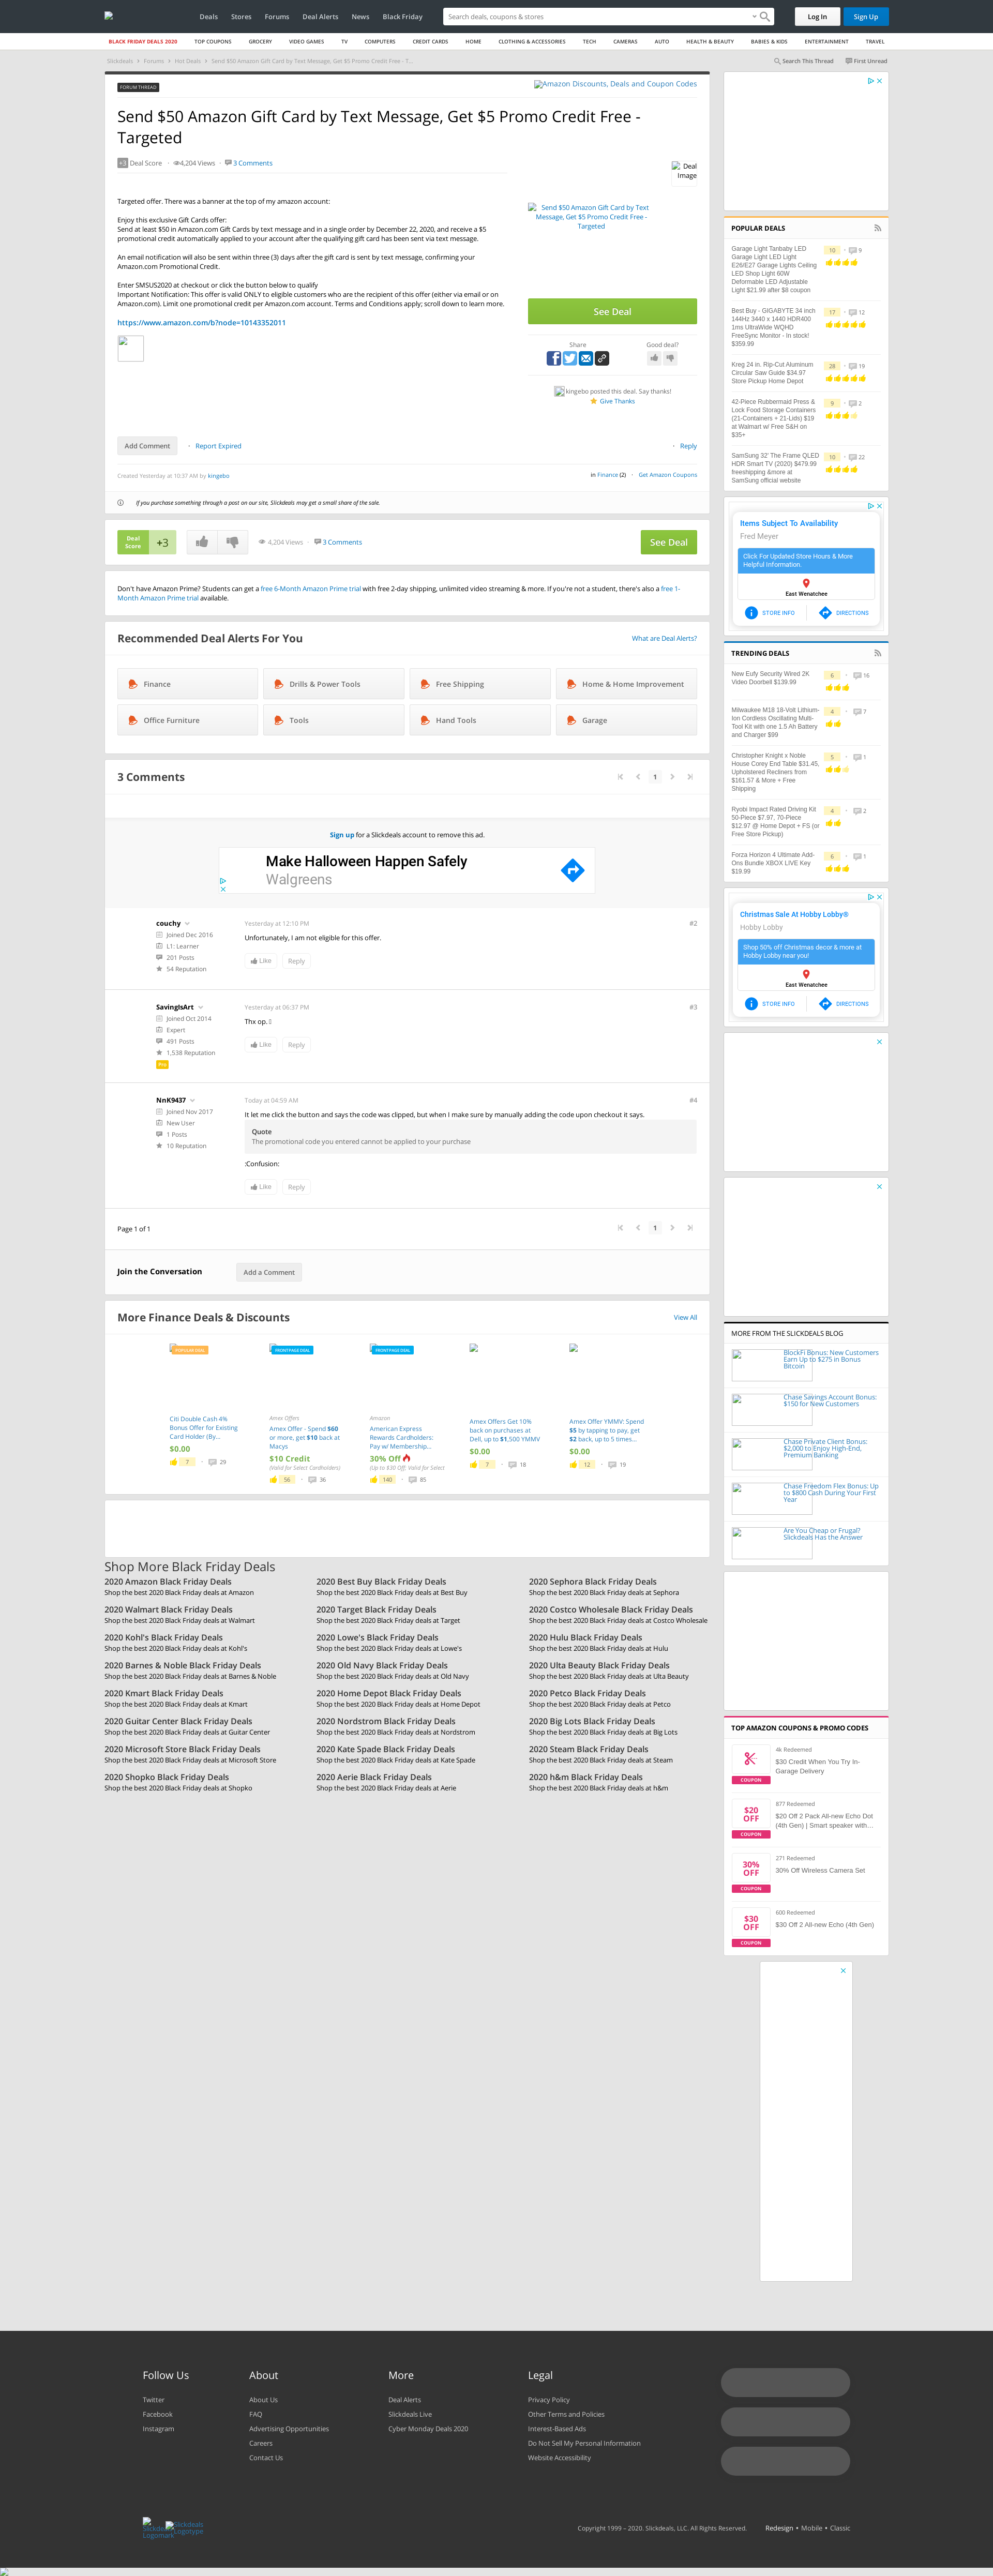 Deals Stores Forums Deal Alerts News Black Friday Search deals, coupons & stores Log In Sign Up
BLACK FRIDAY DEALS 2020 TOP COUPONS GROCERY VIDEO GAMES TV COMPUTERS CREDIT CARDS HOME CLOTHING & ACCESSORIES TECH CAMERAS AUTO HEALTH & BEAUTY BABIES & KIDS ENTERTAINMENT TRAVEL
Slickdeals Forums Hot Deals Send $50 Amazon Gift Card by Text Message, Get $5 Promo Credit Free - T...
Search This Thread First Unread
FORUM THREAD
Amazon Discounts, Deals and Coupon Codes
Send $50 Amazon Gift Card by Text Message, Get $5 Promo Credit Free -
Targeted
+3 Deal Score 4,204 Views 3 Comments
Deal
Image
Targeted offer. There was a banner at the top of my amazon account:
Enjoy this exclusive Gift Cards offer:
Send at least $50 in Amazon.com Gift Cards by text message and in a single order by December 22, 2020, and receive a $5
promotional credit automatically applied to your account after the qualifying gift card has been sent via text message.
An email notification will also be sent within three (3) days after the gift card is sent by text message, confirming your
Amazon.com Promotional Credit.
Enter SMSUS2020 at checkout or click the button below to qualify
Important Notification: This offer is valid ONLY to eligible customers who are the recipient of this offer (either via email or on
Amazon.com). Limit one promotional credit per Amazon.com account. Terms and Conditions apply; scroll down to learn more.
https://www.amazon.com/b?node=10143352011
Send $50 Amazon Gift Card by Text
Message, Get $5 Promo Credit Free -
Targeted
See Deal
Share Good deal?
kingebo posted this deal. Say thanks!
Give Thanks
Add Comment Report Expired Reply
Created Yesterday at 10:37 AM by kingebo
in Finance (2) Get Amazon Coupons
If you purchase something through a post on our site, Slickdeals may get a small share of the sale.
Deal
Score
+3
4,204 Views 3 Comments
See Deal
Don't have Amazon Prime? Students can get a free 6-Month Amazon Prime trial with free 2-day shipping, unlimited video streaming & more. If you're not a student, there's also a free 1-
Month Amazon Prime trial available.
Recommended Deal Alerts For You
What are Deal Alerts?
Finance Drills & Power Tools Free Shipping Home & Home Improvement
Office Furniture Tools Hand Tools Garage
3 Comments
1
Sign up for a Slickdeals account to remove this ad.
Make Halloween Happen Safely
Walgreens
couchy
Joined Dec 2016
L1: Learner
201 Posts
54 Reputation
Yesterday at 12:10 PM
#2
Unfortunately, I am not eligible for this offer.
Like Reply
SavingIsArt
Joined Oct 2014
Expert
491 Posts
1,538 Reputation
Pro
Yesterday at 06:37 PM
#3
Thx op.
Like Reply
NnK9437
Joined Nov 2017
New User
1 Posts
10 Reputation
Today at 04:59 AM
#4
It let me click the button and says the code was clipped, but when I make sure by manually adding the code upon checkout it says.
Quote
The promotional code you entered cannot be applied to your purchase
:Confusion:
Like Reply
Page 1 of 1
1
Join the Conversation
Add a Comment
More Finance Deals & Discounts
View All
POPULAR DEAL
Citi Double Cash 4%
Bonus Offer for Existing
Card Holder (By...
$0.00
7 29
FRONTPAGE DEAL
Amex Offers
Amex Offer - Spend $60
or more, get $10 back at
Macys
$10 Credit
(Valid for Select Cardholders)
56 36
FRONTPAGE DEAL
Amazon
American Express
Rewards Cardholders:
Pay w/ Membership...
30% Off
(Up to $30 Off; Valid for Select
140 85
Amex Offers Get 10%
back on purchases at
Dell, up to $1,500 YMMV
$0.00
7 18
Amex Offer YMMV: Spend
$5 by tapping to pay, get
$2 back, up to 5 times...
$0.00
12 19
Shop More Black Friday Deals
2020 Amazon Black Friday Deals
Shop the best 2020 Black Friday deals at Amazon
2020 Best Buy Black Friday Deals
Shop the best 2020 Black Friday deals at Best Buy
2020 Sephora Black Friday Deals
Shop the best 2020 Black Friday deals at Sephora
2020 Walmart Black Friday Deals
Shop the best 2020 Black Friday deals at Walmart
2020 Target Black Friday Deals
Shop the best 2020 Black Friday deals at Target
2020 Costco Wholesale Black Friday Deals
Shop the best 2020 Black Friday deals at Costco Wholesale
2020 Kohl's Black Friday Deals
Shop the best 2020 Black Friday deals at Kohl's
2020 Lowe's Black Friday Deals
Shop the best 2020 Black Friday deals at Lowe's
2020 Hulu Black Friday Deals
Shop the best 2020 Black Friday deals at Hulu
2020 Barnes & Noble Black Friday Deals
Shop the best 2020 Black Friday deals at Barnes & Noble
2020 Old Navy Black Friday Deals
Shop the best 2020 Black Friday deals at Old Navy
2020 Ulta Beauty Black Friday Deals
Shop the best 2020 Black Friday deals at Ulta Beauty
2020 Kmart Black Friday Deals
Shop the best 2020 Black Friday deals at Kmart
2020 Home Depot Black Friday Deals
Shop the best 2020 Black Friday deals at Home Depot
2020 Petco Black Friday Deals
Shop the best 2020 Black Friday deals at Petco
2020 Guitar Center Black Friday Deals
Shop the best 2020 Black Friday deals at Guitar Center
2020 Nordstrom Black Friday Deals
Shop the best 2020 Black Friday deals at Nordstrom
2020 Big Lots Black Friday Deals
Shop the best 2020 Black Friday deals at Big Lots
2020 Microsoft Store Black Friday Deals
Shop the best 2020 Black Friday deals at Microsoft Store
2020 Kate Spade Black Friday Deals
Shop the best 2020 Black Friday deals at Kate Spade
2020 Steam Black Friday Deals
Shop the best 2020 Black Friday deals at Steam
2020 Shopko Black Friday Deals
Shop the best 2020 Black Friday deals at Shopko
2020 Aerie Black Friday Deals
Shop the best 2020 Black Friday deals at Aerie
2020 h&m Black Friday Deals
Shop the best 2020 Black Friday deals at h&m
POPULAR DEALS
Garage Light Tanbaby LED
Garage Light LED Light
E26/E27 Garage Lights Ceiling
LED Shop Light 60W
Deformable LED Adjustable
Light $21.99 after $8 coupon
10 9
Best Buy - GIGABYTE 34 inch
144Hz 3440 x 1440 HDR400
1ms UltraWide WQHD
FreeSync Monitor - In stock!
$359.99
17 12
Kreg 24 in. Rip-Cut Aluminum
Circular Saw Guide $34.97
Store Pickup Home Depot
28 19
42-Piece Rubbermaid Press &
Lock Food Storage Containers
(21-Containers + 21-Lids) $19
at Walmart w/ Free S&H on
$35+
9 2
SamSung 32' The Frame QLED
HDR Smart TV (2020) $479.99
freeshipping &more at
SamSung official website
10 22
Items Subject To Availability
Fred Meyer
Click For Updated Store Hours & More
Helpful Information.
East Wenatchee
STORE INFO DIRECTIONS
TRENDING DEALS
New Eufy Security Wired 2K
Video Doorbell $139.99
6 16
Milwaukee M18 18-Volt Lithium-
Ion Cordless Oscillating Multi-
Tool Kit with one 1.5 Ah Battery
and Charger $99
4 7
Christopher Knight x Noble
House Corey End Table $31.45,
Upholstered Recliners from
$161.57 & More + Free
Shipping
5 1
Ryobi Impact Rated Driving Kit
50-Piece $7.97, 70-Piece
$12.97 @ Home Depot + FS (or
Free Store Pickup)
4 2
Forza Horizon 4 Ultimate Add-
Ons Bundle XBOX LIVE Key
$19.99
6 1
Christmas Sale At Hobby Lobby®
Hobby Lobby
Shop 50% off Christmas decor & more at
Hobby Lobby near you!
East Wenatchee
STORE INFO DIRECTIONS
MORE FROM THE SLICKDEALS BLOG
BlockFi Bonus: New Customers
Earn Up to $275 in Bonus
Bitcoin
Chase Savings Account Bonus:
$150 for New Customers
Chase Private Client Bonus:
$2,000 to Enjoy High-End,
Premium Banking
Chase Freedom Flex Bonus: Up
to $800 Cash During Your First
Year
Are You Cheap or Frugal?
Slickdeals Has the Answer
TOP AMAZON COUPONS & PROMO CODES
COUPON
4k Redeemed
$30 Credit When You Try In-
Garage Delivery
$20
OFF
COUPON
877 Redeemed
$20 Off 2 Pack All-new Echo Dot
(4th Gen) | Smart speaker with...
30%
OFF
COUPON
271 Redeemed
30% Off Wireless Camera Set
$30
OFF
COUPON
600 Redeemed
$30 Off 2 All-new Echo (4th Gen)
Follow Us
Twitter
Facebook
Instagram
About
About Us
FAQ
Advertising Opportunities
Careers
Contact Us
More
Deal Alerts
Slickdeals Live
Cyber Monday Deals 2020
Legal
Privacy Policy
Other Terms and Policies
Interest-Based Ads
Do Not Sell My Personal Information
Website Accessibility
Slickdeals
Logomark
Slickdeals
Logotype
Copyright 1999 – 2020. Slickdeals, LLC. All Rights Reserved. Redesign • Mobile • Classic